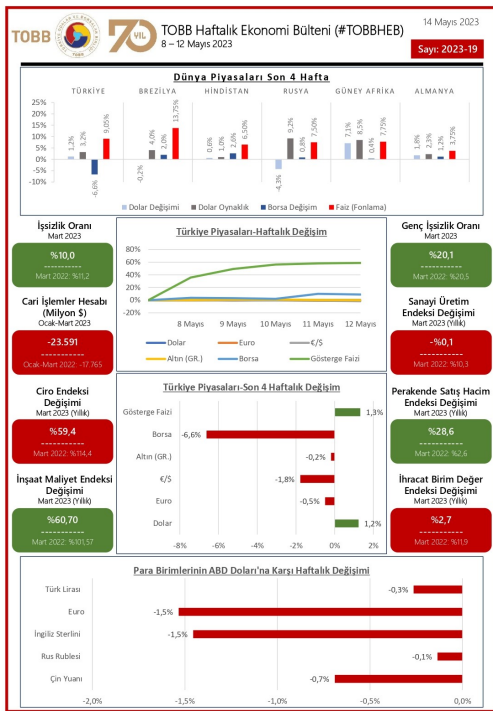 TOBB
70 YIL
TOBB Haftalık Ekonomi Bülteni (#TOBBHEB)
8 – 12 Mayıs 2023
14 Mayıs 2023
Sayı: 2023-19
Dünya Piyasaları Son 4 Hafta
TÜRKİYE BREZİLYA HİNDİSTAN RUSYA GÜNEY AFRİKA ALMANYA
25%
20%
15%
10%
5%
0%
-5%
-10%
1,2% 3,2% -6,6% 9,05%
-0,2% 4,0% 2,0% 13,75%
0,6% 1,0% 2,6% 6,50%
-4,3% 9,2% 0,8% 7,50%
7,1% 8,5% 0,4% 7,75%
1,8% 2,3% 1,2% 3,75%
Dolar Değişimi Dolar Oynaklık Borsa Değişim Faiz (Fonlama)
İşsizlik Oranı
Mart 2023
%10,0
-----------
Mart 2022: %11,2
Cari İşlemler Hesabı
(Milyon $)
Ocak-Mart 2023
-23.591
-----------
Ocak-Mart 2022: -17.765
Ciro Endeksi
Değişimi
Mart 2023 (Yıllık)
%59,4
-----------
Mart 2022: %114,4
İnşaat Maliyet Endeksi
Değişimi
Mart 2023 (Yıllık)
%60,70
-----------
Mart 2022: %101,57
Türkiye Piyasaları-Haftalık Değişim
80%
60%
40%
20%
0%
-20%
8 Mayıs 9 Mayıs 10 Mayıs 11 Mayıs 12 Mayıs
Dolar Euro €/$
Altın (GR.) Borsa Gösterge Faizi
Türkiye Piyasaları-Son 4 Haftalık Değişim
Gösterge Faizi 1,3%
Borsa -6,6%
Altın (GR.) -0,2%
€/$ -1,8%
Euro -0,5%
Dolar 1,2%
-8% -6% -4% -2% 0% 2%
Genç İşsizlik Oranı
Mart 2023
%20,1
-----------
Mart 2022: %20,5
Sanayi Üretim
Endeksi Değişimi
Mart 2023 (Yıllık)
-%0,1
-----------
Mart 2022: %10,3
Perakende Satış Hacim
Endeksi Değişimi
Mart 2023 (Yıllık)
%28,6
-----------
Mart 2022: %2,6
İhracat Birim Değer
Endeksi Değişimi
Mart 2023 (Yıllık)
%2,7
-----------
Mart 2022: %11,9
Para Birimlerinin ABD Doları'na Karşı Haftalık Değişimi
Türk Lirası -0,3%
Euro -1,5%
İngiliz Sterlini -1,5%
Rus Rublesi -0,1%
Çin Yuanı -0,7%
-2,0% -1,5% -1,0% -0,5% 0,0%